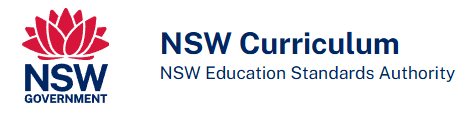 NSW
GOVERNMENT
NSW Curriculum
NSW Education Standards Authority